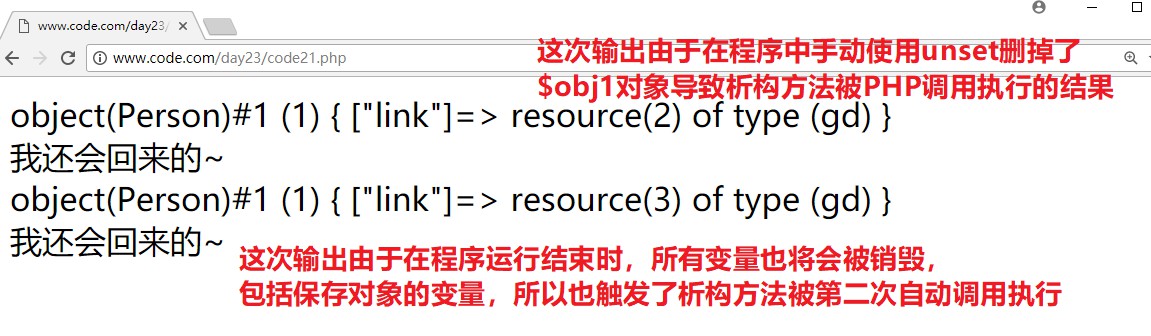 www.code.com/day23/
www.code.com/day23/code21.php
这次输出由于在程序中手动使用unset删掉了
$obj1对象导致析构方法被PHP调用执行的结果
object(Person)#1 (1) { ["link"]=> resource(2) of type (gd) }
我还会回来的~
object(Person)#1 (1) { ["link"]=> resource(3) of type (gd) }
我还会回来的~
这次输出由于在程序运行结束时，所有变量也将会被销毁，
包括保存对象的变量，所以也触发了析构方法被第二次自动调用执行